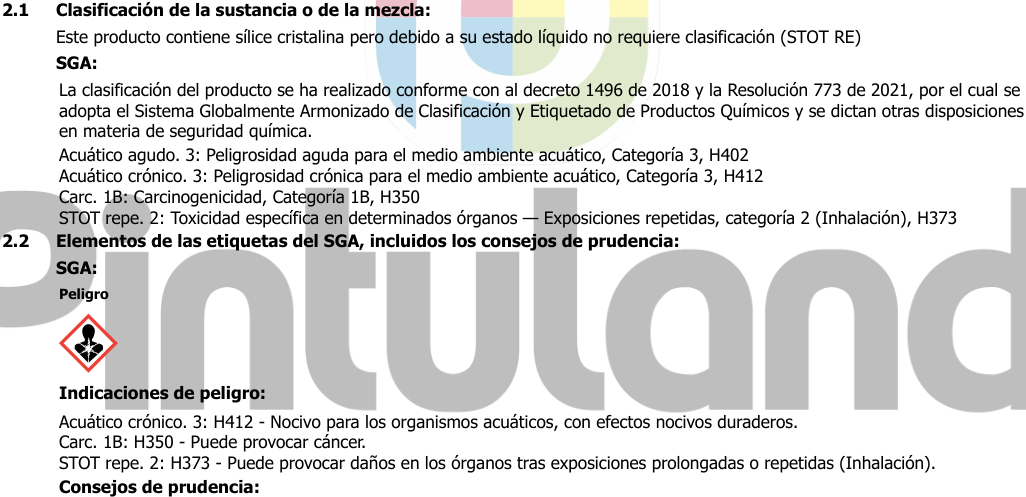 2.1 Clasificación de la sustancia o de la mezcla:
Este producto contiene sílice cristalina pero debido a su estado líquido no requiere clasificación (STOT RE)
SGA:
La clasificación del producto se ha realizado conforme con al decreto 1496 de 2018 y la Resolución 773 de 2021, por el cual se
adopta el Sistema Globalmente Armonizado de Clasificación y Etiquetado de Productos Químicos y se dictan otras disposiciones
en materia de seguridad química.
Acuático agudo. 3: Peligrosidad aguda para el medio ambiente acuático, Categoría 3, H402
Acuático crónico. 3: Peligrosidad crónica para el medio ambiente acuático, Categoría 3, H412
Carc. 1B: Carcinogenicidad, Categoría 1B, H350
STOT repe. 2: Toxicidad específica en determinados órganos — Exposiciones repetidas, categoría 2 (Inhalación), H373
2.2 Elementos de las etiquetas del SGA, incluidos los consejos de prudencia:
SGA:
Peligro
Pintuland
Indicaciones de peligro:
Acuático crónico. 3: H412 - Nocivo para los organismos acuáticos, con efectos nocivos duraderos.
Carc. 1B: H350 - Puede provocar cáncer.
STOT repe. 2: H373 - Puede provocar daños en los órganos tras exposiciones prolongadas o repetidas (Inhalación).
Consejos de prudencia: